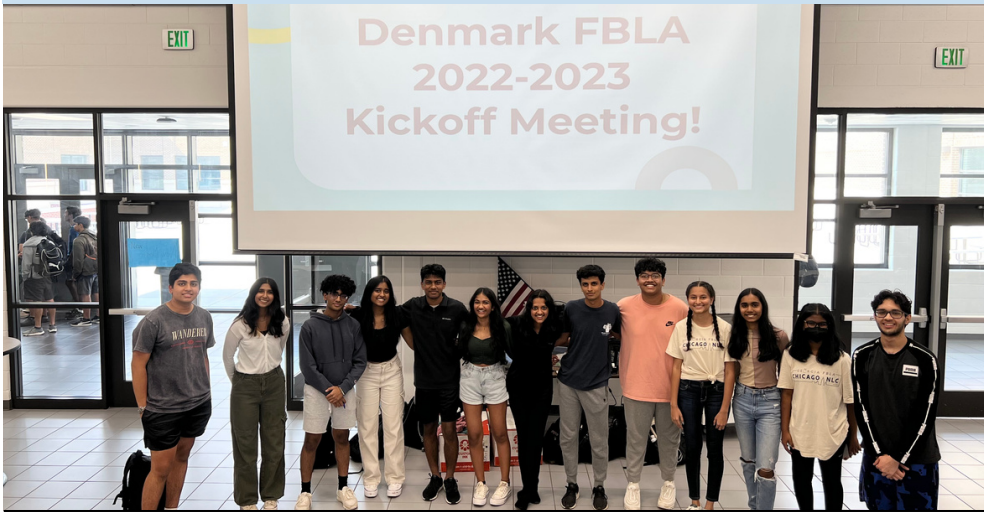 EXIT
Denmark FBLA
2022-2023
Kickoff Meeting!
EXIT
WANDERER
CHICAGO NLC
CHICAGO NLC